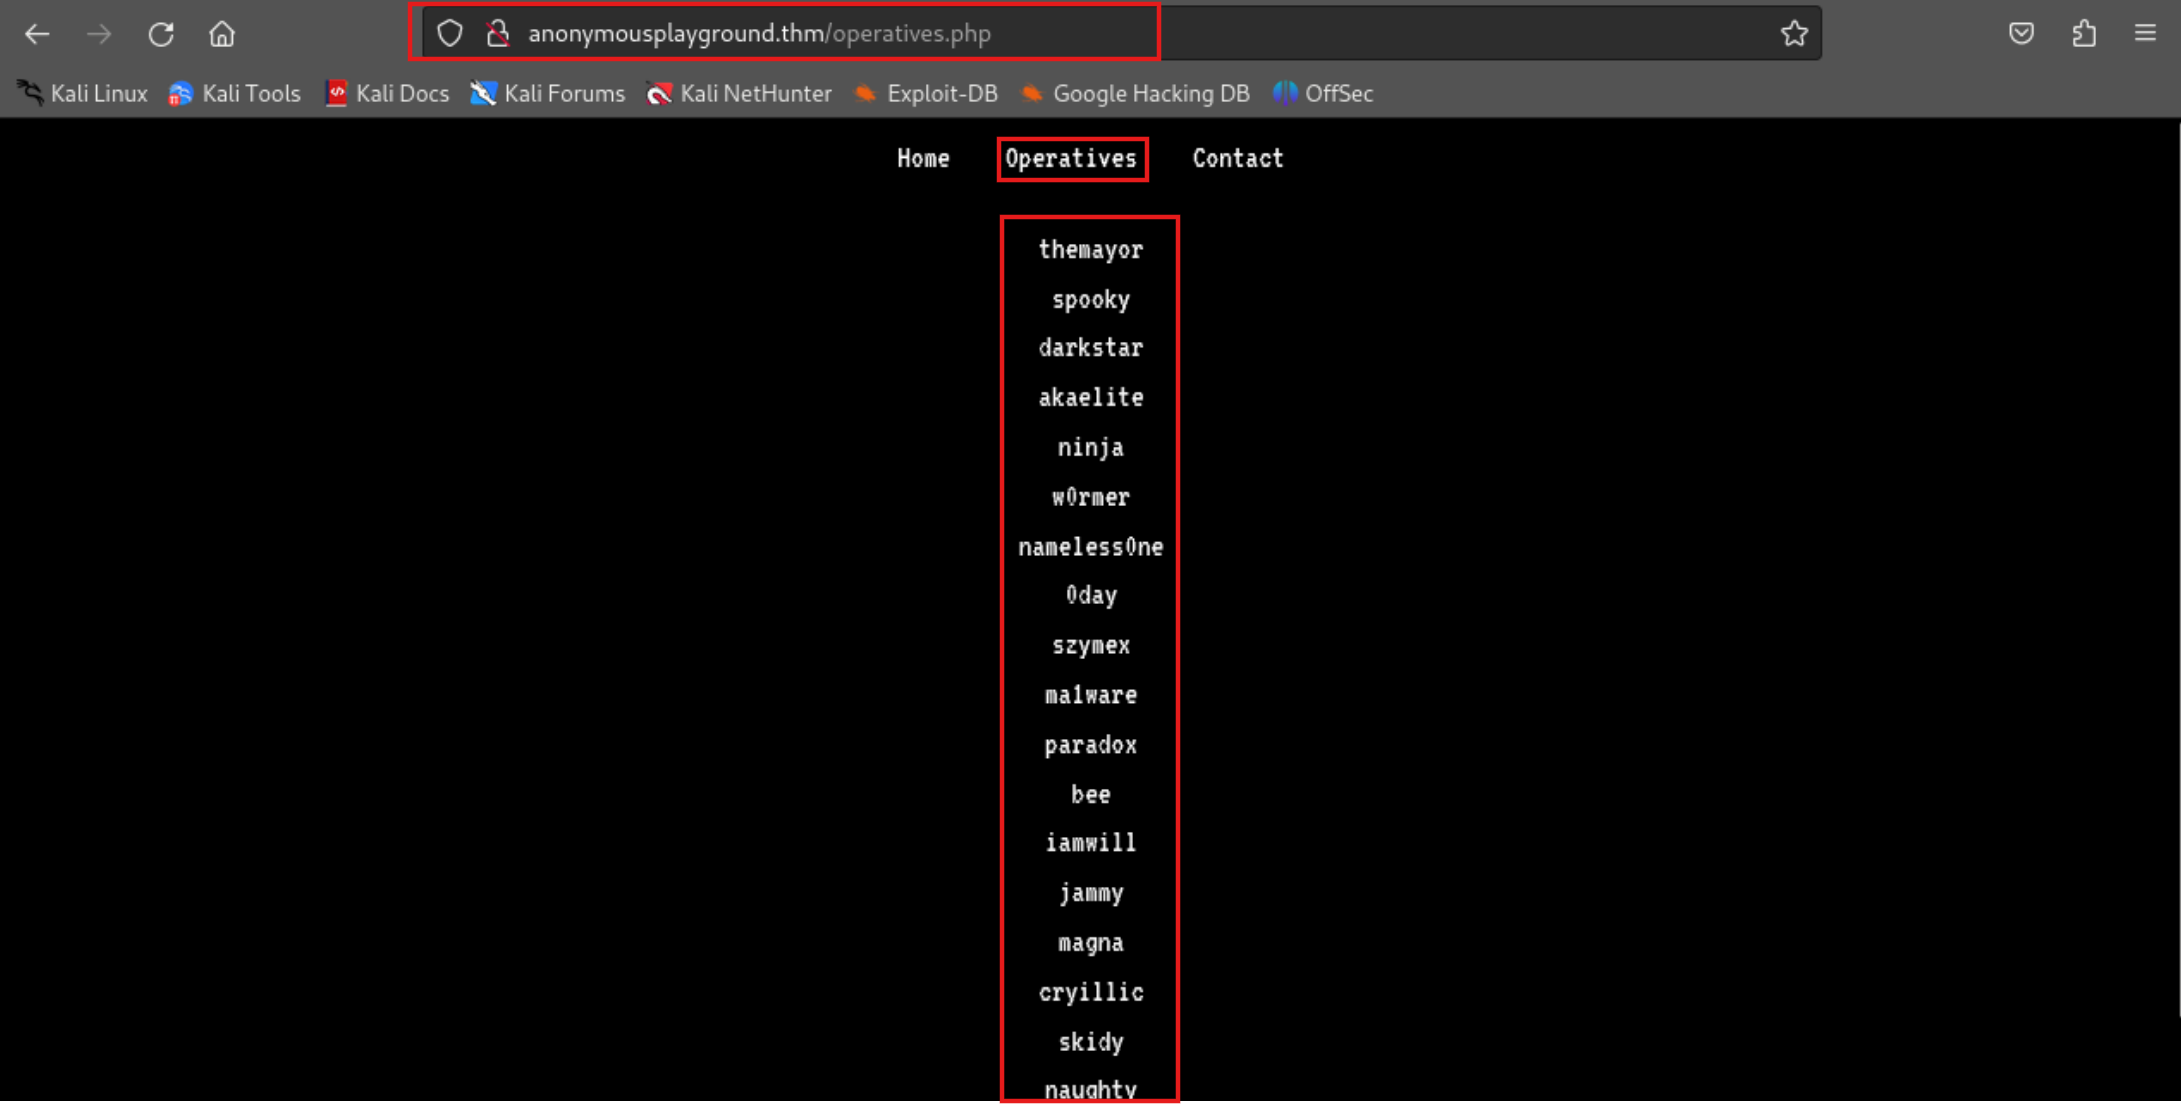 anonymousplayground.thm/operatives.php
Kali Linux Kali Tools Kali Docs Kali Forums Kali NetHunter Exploit-DB Google Hacking DB OffSec
Home Operatives Contact
themayor
spooky
darkstar
akaelite
ninja
w0rmer
nameless0ne
0day
szymex
ma1ware
paradox
bee
iamwill
jammy
magna
cryillic
skidy
naughty